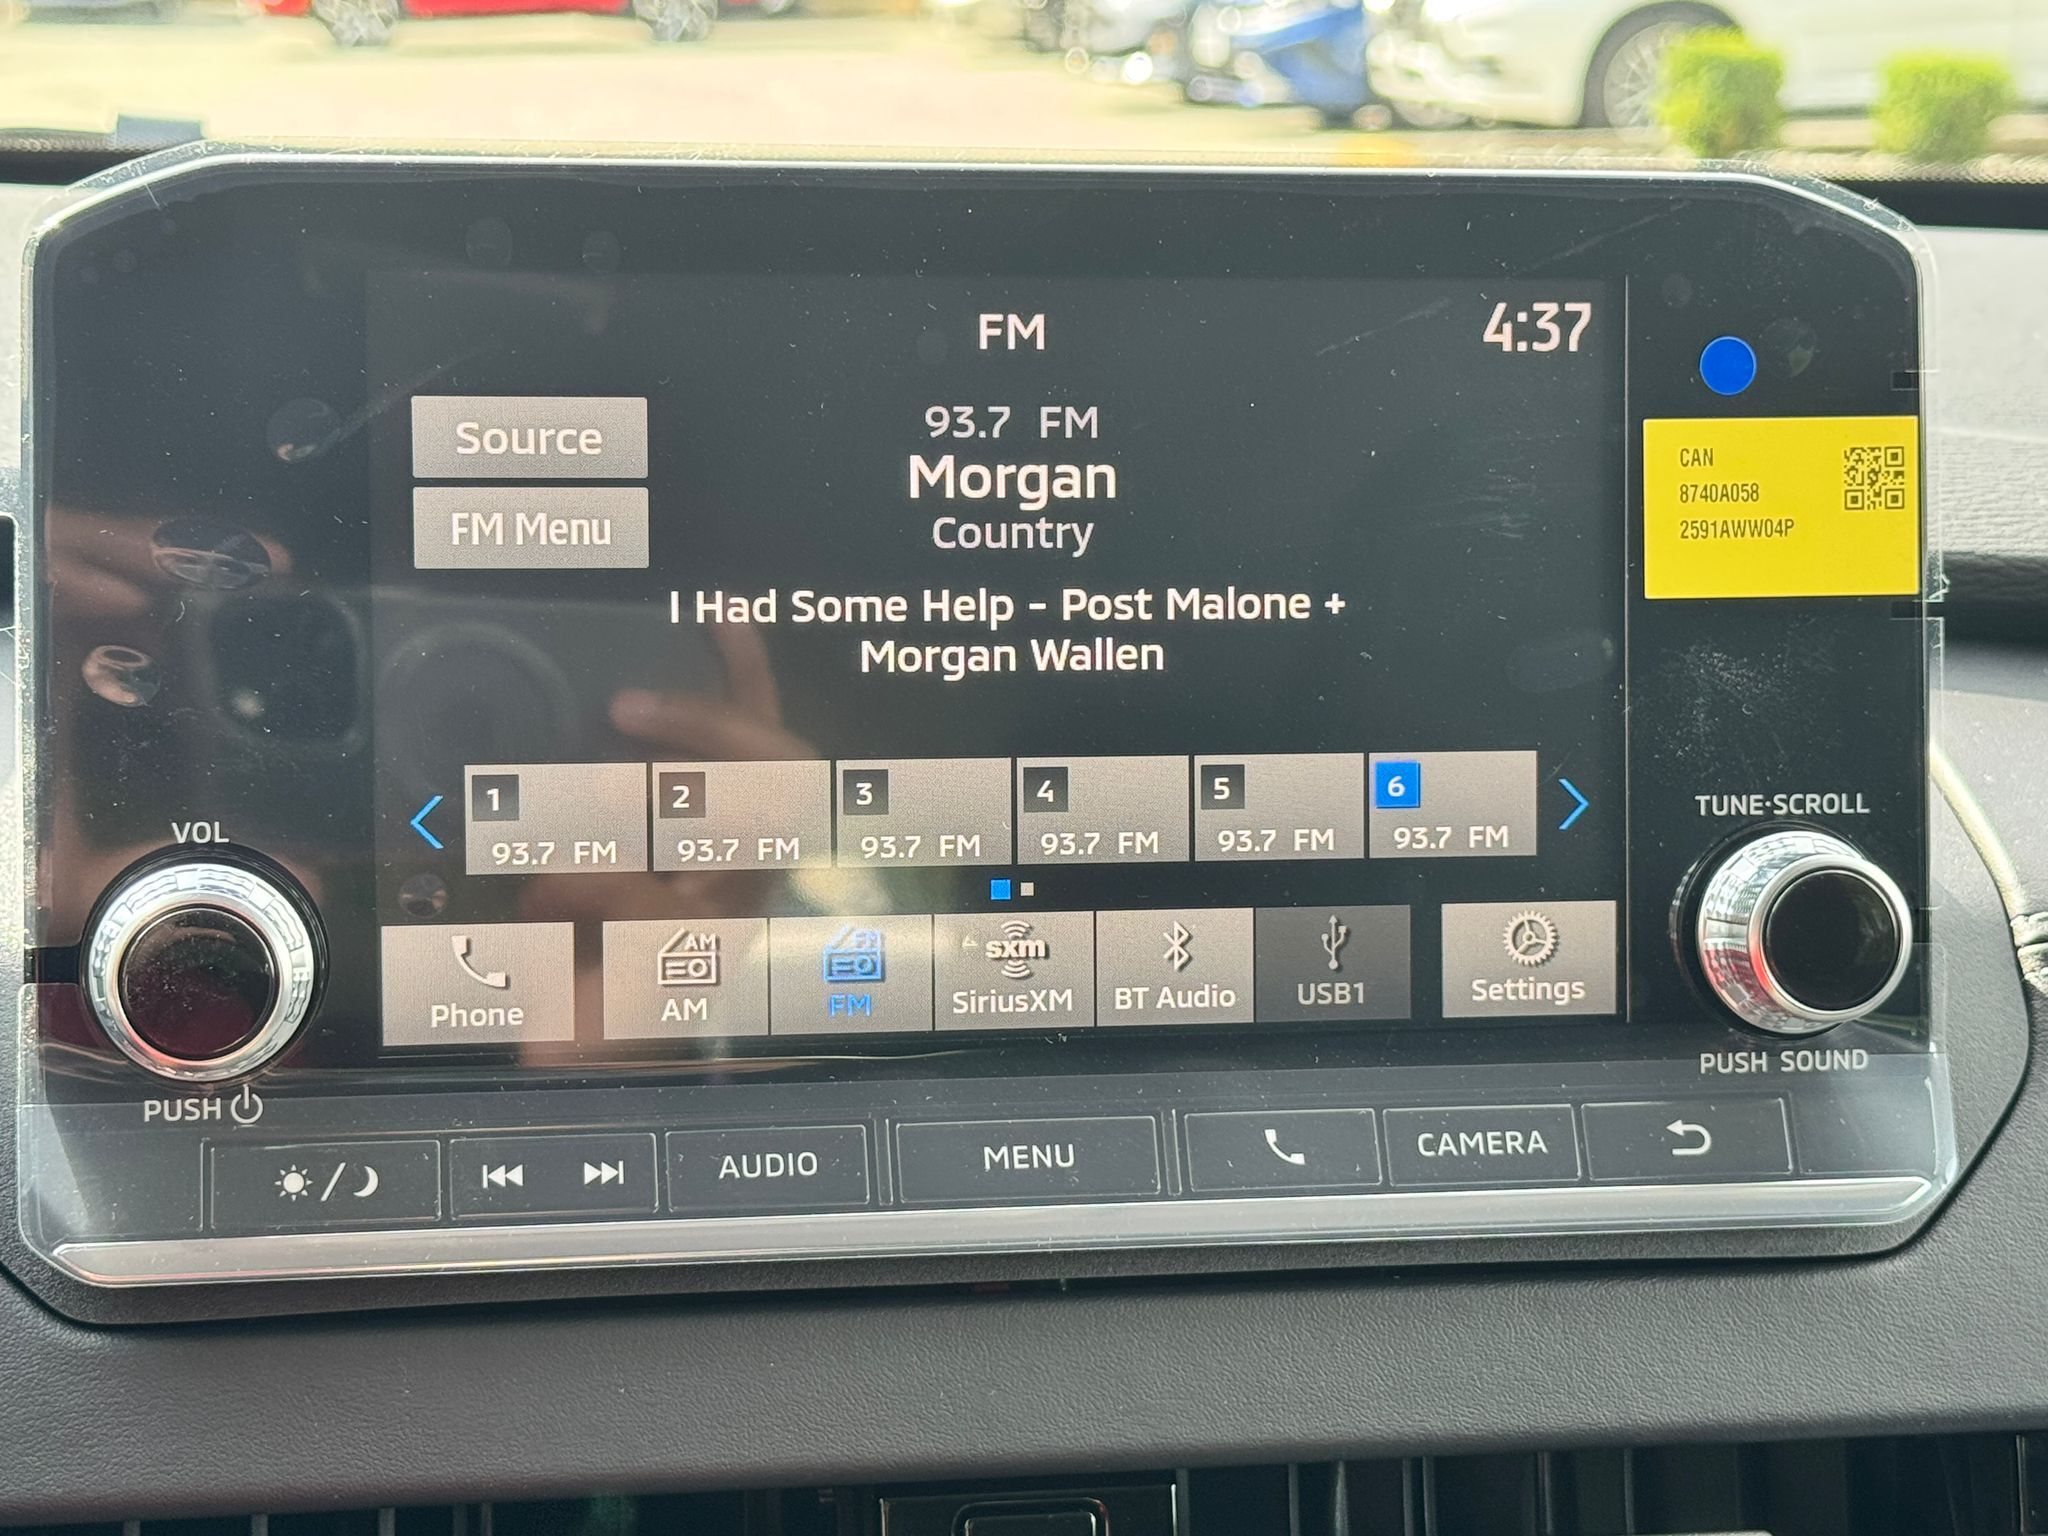 FM
4:37
Source
FM Menu
93.7 FM
Morgan
Country
I Had Some Help - Post Malone +
Morgan Wallen
CAN
8740A058
2591AWW04P
1
93.7 FM
2
93.7 FM
3
93.7 FM
4
93.7 FM
5
93.7 FM
6
93.7 FM
VOL
TUNE·SCROLL
Phone
AM
AM
FM
FM
sxm
SiriusXM
BT Audio
USB1
Settings
PUSH
PUSH SOUND
AUDIO
MENU
CAMERA